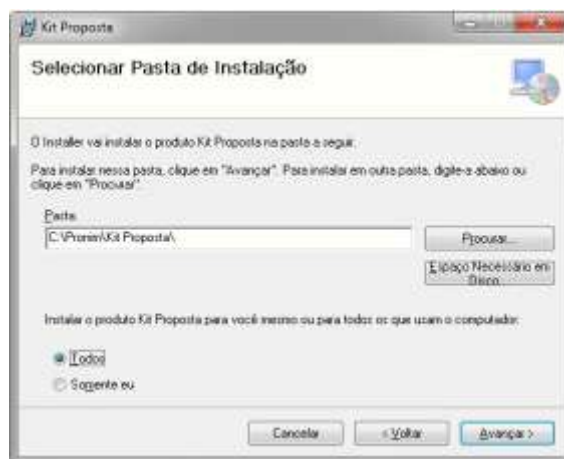 Kit Proposta
Selecionar Pasta de Instalação
O Installer vai instalar o produto Kit Proposta na pasta a seguir.
Para instalar nessa pasta, clique em "Avançar". Para instalar em outra pasta, digite-a abaixo ou
clique em "Procurar".
Pasta:
C:\Pronim\Kit Proposta\
Procurar...
Espaço Necessário em
Disco...
Instalar o produto Kit Proposta para você mesmo ou para todos os que usam o computador:
Todos
Somente eu
Cancelar
< Voltar
Avançar >